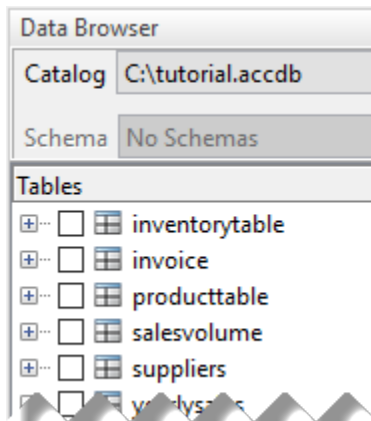 Data Browser
Catalog C:\tutorial.accdb
Schema No Schemas
Tables
inventorytable
invoice
producttable
salesvolume
suppliers